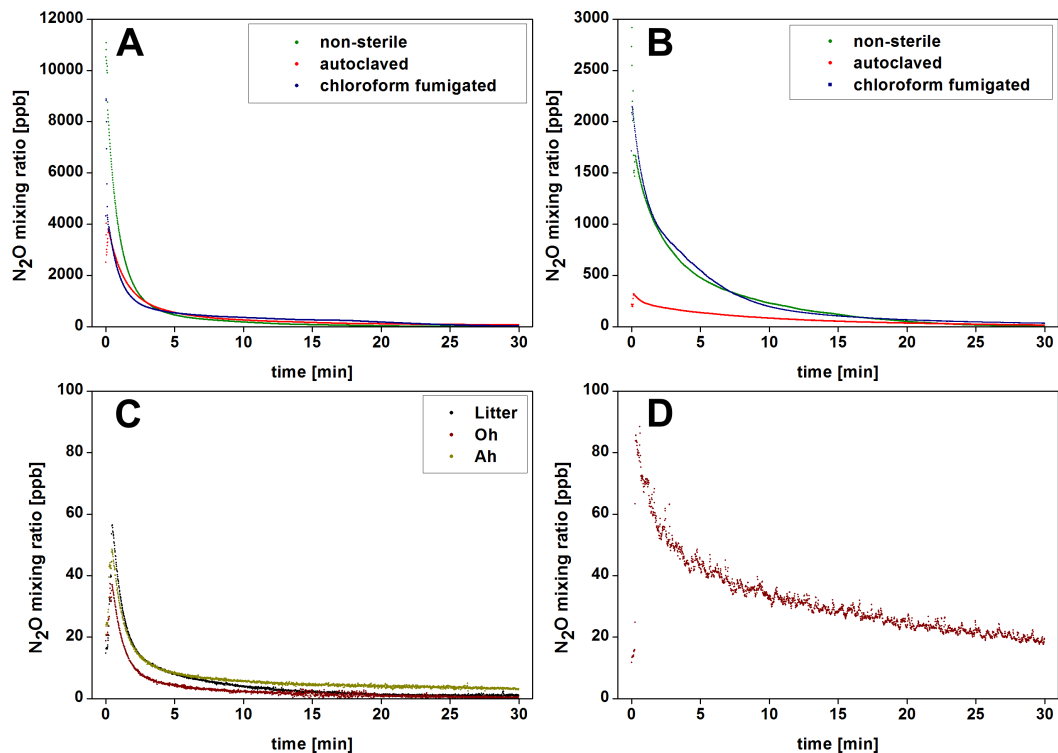 A
non-sterile
autoclaved
chloroform fumigated
12000
10000
8000
6000
4000
2000
0
N2O mixing ratio [ppb]
0 5 10 15 20 25 30
time [min]
B
non-sterile
autoclaved
chloroform fumigated
3000
2500
2000
1500
1000
500
0
N2O mixing ratio [ppb]
0 5 10 15 20 25 30
time [min]
C
Litter
Oh
Ah
100
80
60
40
20
0
N2O mixing ratio [ppb]
0 5 10 15 20 25 30
time [min]
D
100
80
60
40
20
0
N2O mixing ratio [ppb]
0 5 10 15 20 25 30
time [min]